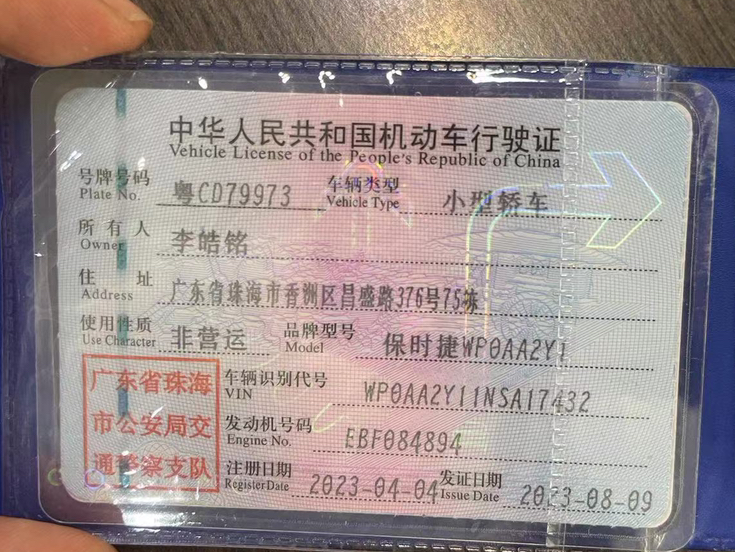 中华人民共和国机动车行驶证
Vehicle License of the People's Republic of China
号牌号码 粤CD79973 车辆类型 小型轿车
Plate No. Vehicle Type
所有人 李皓铭
Owner
住址 广东省珠海市香洲区昌盛路376号75栋
Address
使用性质 非营运 品牌型号 保时捷WP0AA2Y1
Use Character Model
广东省珠海
市公安局交
通警察支队
车辆识别代号 WP0AA2Y11NSA17432
VIN
发动机号码 EBF084894
Engine No.
注册日期 2023-04-04 发证日期 2023-08-09
Register Date Issue Date